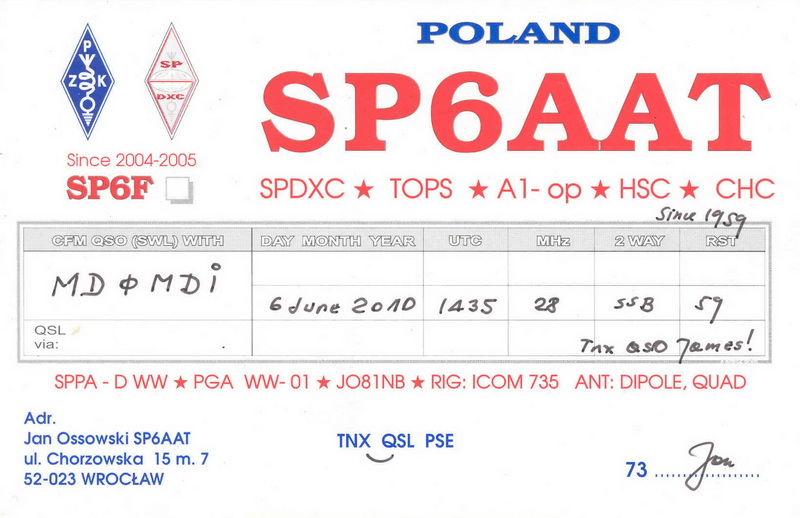 POLAND
P
Z K
SP
DXC
SP6AAT
Since 2004-2005
SP6F
SPDXC ★ TOPS ★ A1- op ★ HSC ★ CHC
Since 1959
CFM QSO (SWL) WITH DAY MONTH YEAR UTC MHz 2 WAY RST
MDØMDI
6 June 2010 1435 28 SSB 59
QSL
via:
Tnx QSO James!
SPPA - D WW ★ PGA WW- 01 ★ JO81NB ★ RIG: ICOM 735 ANT: DIPOLE, QUAD
Adr.
Jan Ossowski SP6AAT
ul. Chorzowska 15 m. 7
52-023 WROCŁAW
TNX QSL PSE
73 .................... Jan